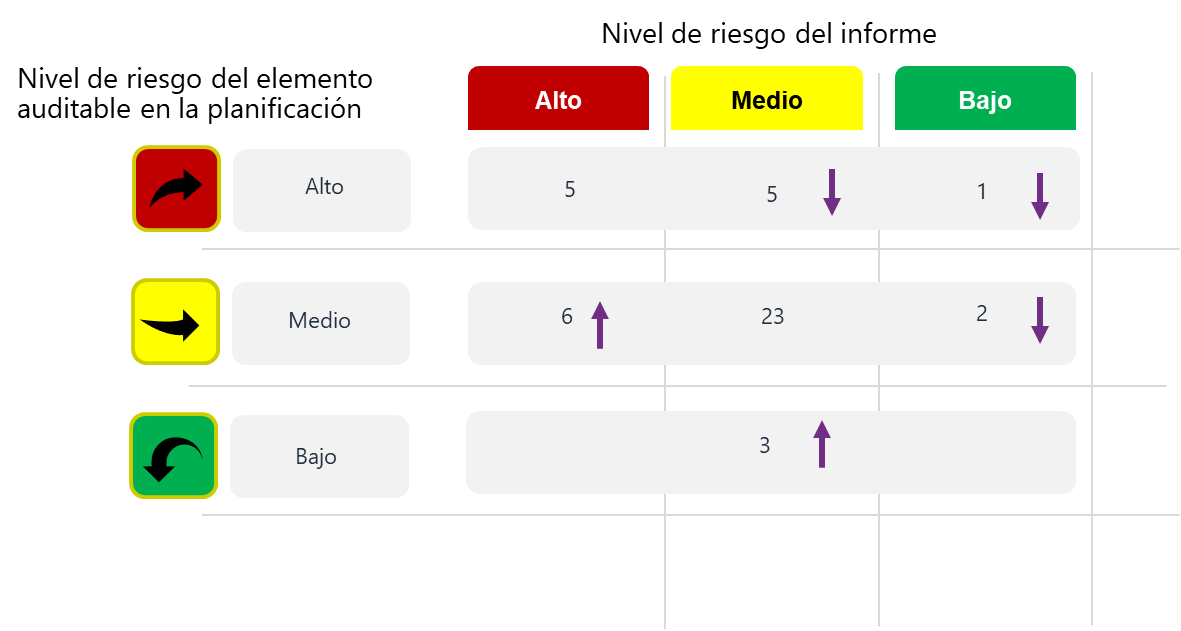 Nivel de riesgo del informe
Nivel de riesgo del elemento
auditable en la planificación
Alto
Medio
Bajo
Alto
5
5
1
Medio
6
23
2
Bajo
3